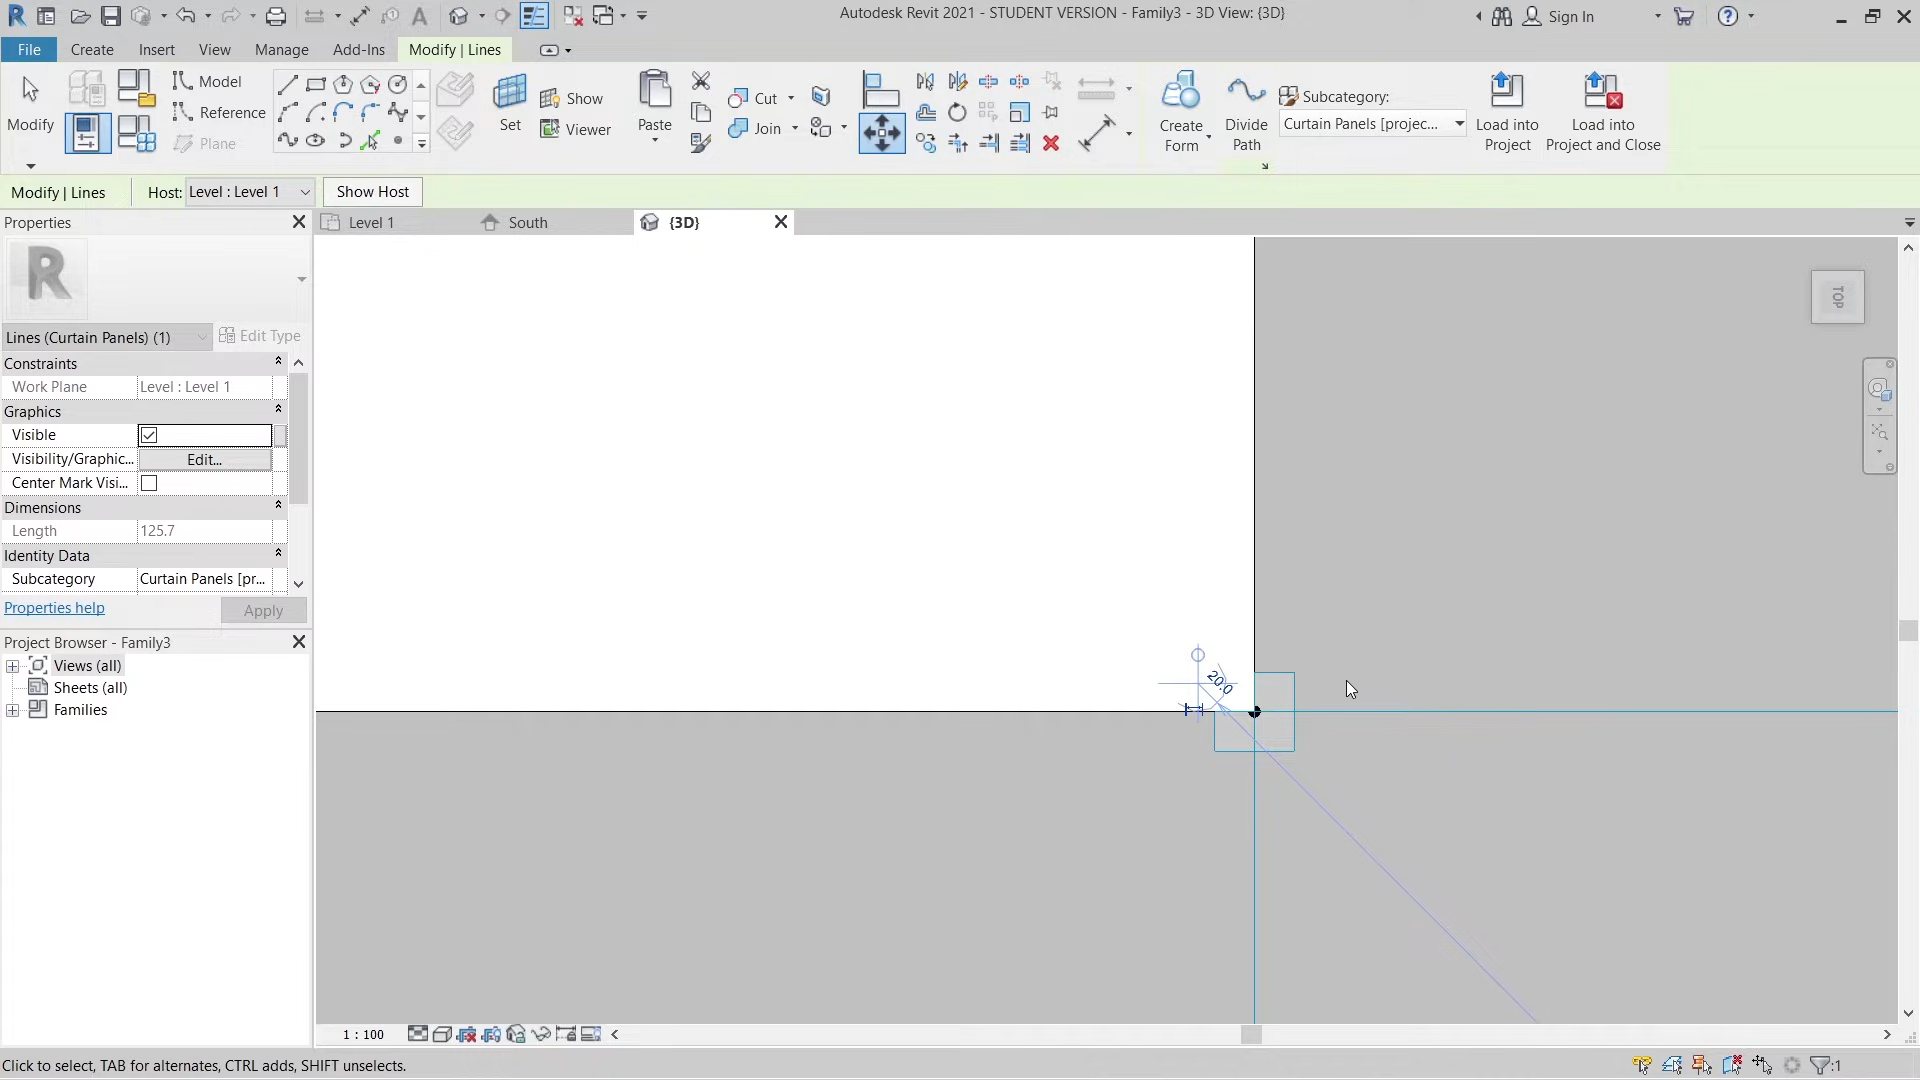 Autodesk Revit 2021 - STUDENT VERSION - Family3 - 3D View: {3D}
Sign In
File Create Insert View Manage Add-Ins Modify | Lines
Modify
Model
Reference
Plane
Set
Show
Viewer
Paste
Cut
Join
Create Form
Divide Path
Subcategory:
Curtain Panels [projec...
Load into Project
Load into Project and Close
Modify | Lines
Host: Level : Level 1
Show Host
Properties
Level 1
South
{3D}
R
Lines (Curtain Panels) (1)
Edit Type
Constraints
Work Plane Level : Level 1
Graphics
Visible
Visibility/Graphic... Edit...
Center Mark Visi...
Dimensions
Length 125.7
Identity Data
Subcategory Curtain Panels [pr...
Properties help
Apply
Project Browser - Family3
Views (all)
Sheets (all)
Families
TOP
20.0
1 : 100
Click to select, TAB for alternates, CTRL adds, SHIFT unselects.
:1